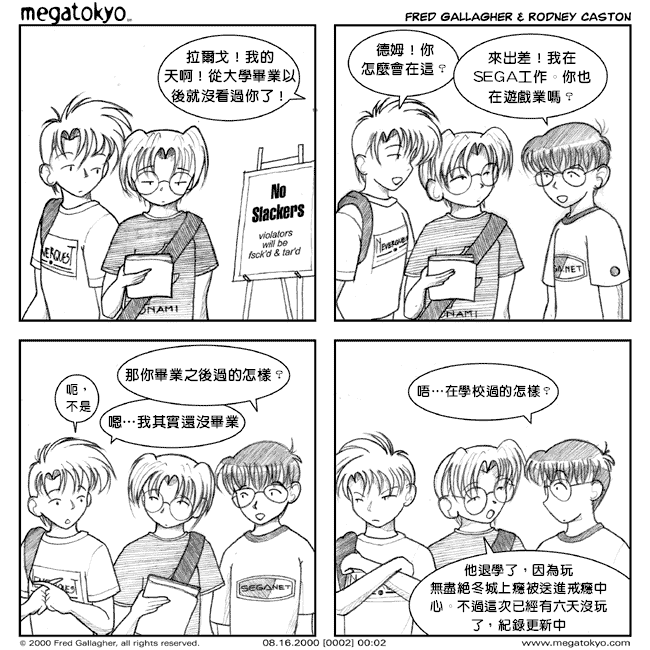 megatokyo™
FRED GALLAGHER & RODNEY CASTON
拉爾戈！我的
天啊！從大學畢業以
後就沒看過你了！
No
Slackers
violators
will be
fsck'd & tar'd
NVERQUEST
ONAMI
德姆！你
怎麼會在這？
來出差！我在
SEGA工作。你也
在遊戲業嗎？
NEVERQUEST
GANET
ONAMI
呃，
不是
那你畢業之後過的怎樣？
嗯…我其實還沒畢業
SEGANET
唔…在學校過的怎樣？
他退學了，因為玩
無盡絕冬城上癮被送進戒癮中
心。不過這次已經有六天沒玩
了，紀錄更新中
© 2000 Fred Gallagher, all rights reserved.
08.16.2000 [0002] 00:02
www.megatokyo.com